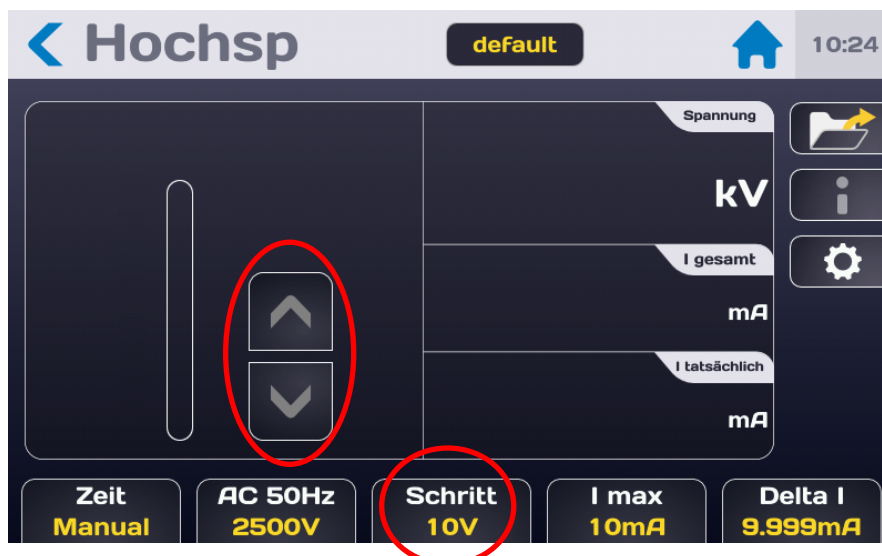 Hochsp
default
10:24
Spannung
kV
I gesamt
mA
I tatsächlich
mA
Zeit
Manual
AC 50Hz
2500V
Schritt
10V
I max
10mA
Delta I
9.999mA